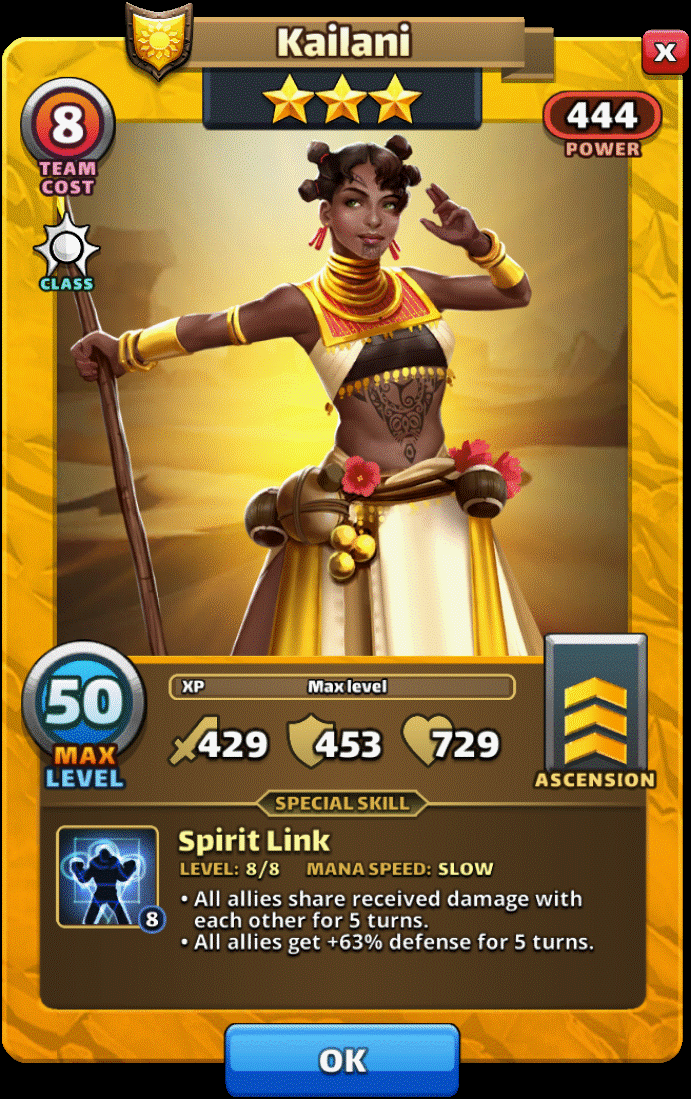 Kailani
X
8
TEAM
COST
444
POWER
CLASS
50
MAX
LEVEL
XP Max level
429 453 729
ASCENSION
SPECIAL SKILL
Spirit Link
LEVEL: 8/8 MANA SPEED: SLOW
8
• All allies share received damage with
each other for 5 turns.
• All allies get +63% defense for 5 turns.
OK